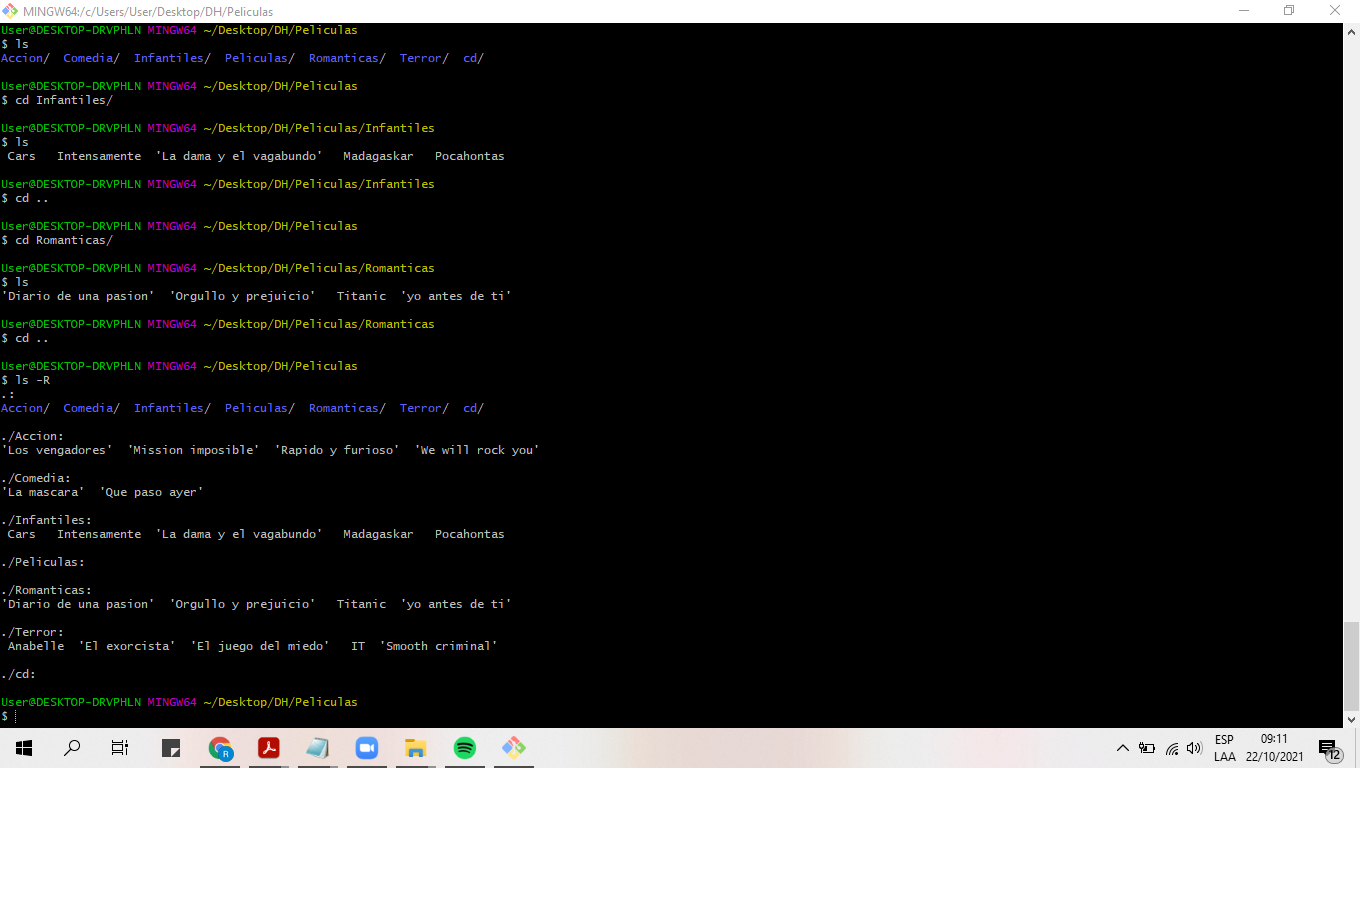 MINGW64:/c/Users/User/Desktop/DH/Peliculas
User@DESKTOP-DRVPHLN MINGW64 ~/Desktop/DH/Peliculas
$ ls
Accion/  Comedia/  Infantiles/  Peliculas/  Romanticas/  Terror/  cd/
User@DESKTOP-DRVPHLN MINGW64 ~/Desktop/DH/Peliculas
$ cd Infantiles/
User@DESKTOP-DRVPHLN MINGW64 ~/Desktop/DH/Peliculas/Infantiles
$ ls
Cars   Intensamente  'La dama y el vagabundo'   Madagaskar   Pocahontas
User@DESKTOP-DRVPHLN MINGW64 ~/Desktop/DH/Peliculas/Infantiles
$ cd ..
User@DESKTOP-DRVPHLN MINGW64 ~/Desktop/DH/Peliculas
$ cd Romanticas/
User@DESKTOP-DRVPHLN MINGW64 ~/Desktop/DH/Peliculas/Romanticas
$ ls
'Diario de una pasion'  'Orgullo y prejuicio'   Titanic  'yo antes de ti'
User@DESKTOP-DRVPHLN MINGW64 ~/Desktop/DH/Peliculas/Romanticas
$ cd ..
User@DESKTOP-DRVPHLN MINGW64 ~/Desktop/DH/Peliculas
$ ls -R
.:
Accion/  Comedia/  Infantiles/  Peliculas/  Romanticas/  Terror/  cd/
./Accion:
'Los vengadores'  'Mission imposible'  'Rapido y furioso'  'We will rock you'
./Comedia:
'La mascara'  'Que paso ayer'
./Infantiles:
Cars   Intensamente  'La dama y el vagabundo'   Madagaskar   Pocahontas
./Peliculas:
./Romanticas:
'Diario de una pasion'  'Orgullo y prejuicio'   Titanic  'yo antes de ti'
./Terror:
Anabelle  'El exorcista'  'El juego del miedo'   IT  'Smooth criminal'
./cd:
User@DESKTOP-DRVPHLN MINGW64 ~/Desktop/DH/Peliculas
$
R
ESP
LAA
09:11
22/10/2021
12